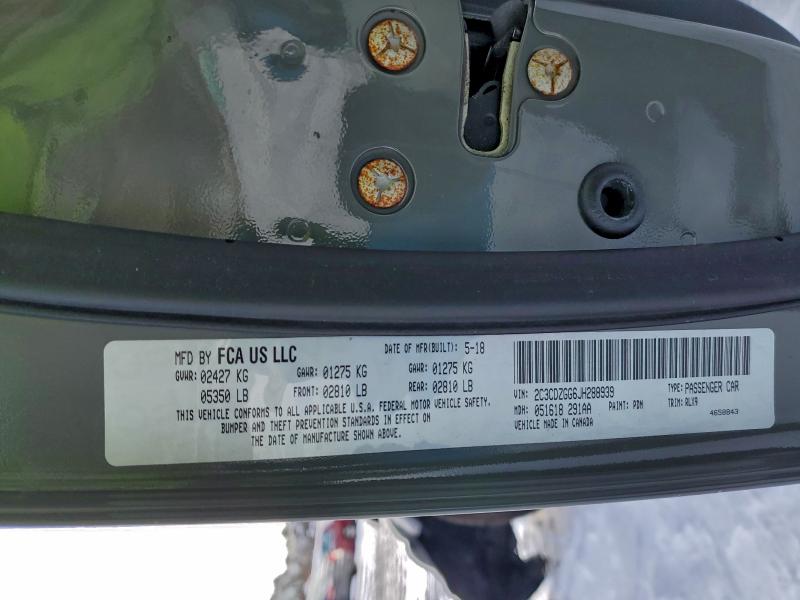 MFD BY FCA US LLC DATE OF MFR(BUILT): 5-18
GVWR: 02427 KG GAWR: 01275 KG GAWR: 01275 KG
05350 LB FRONT: 02810 LB REAR: 02810 LB
THIS VEHICLE CONFORMS TO ALL APPLICABLE U.S.A. FEDERAL MOTOR VEHICLE SAFETY,
BUMPER AND THEFT PREVENTION STANDARDS IN EFFECT ON
THE DATE OF MANUFACTURE SHOWN ABOVE.
VIN: 2C3CDZGG6JH288939 TYPE: PASSENGER CAR
MDH: 051618 291AA PAINT: PDN TRIM: RLX9
VEHICLE MADE IN CANADA 4658843